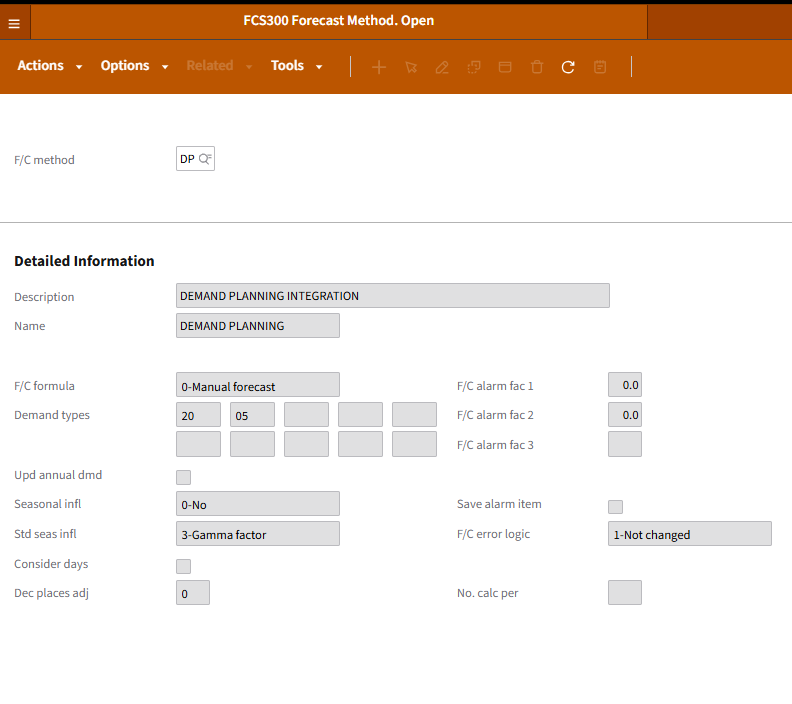 FCS300 Forecast Method. Open
Actions Options Related Tools
F/C method DP
Detailed Information
Description DEMAND PLANNING INTEGRATION
Name DEMAND PLANNING
F/C formula 0-Manual forecast F/C alarm fac 1 0.0
Demand types 20 05 F/C alarm fac 2 0.0
F/C alarm fac 3
Upd annual dmd
Seasonal infl 0-No Save alarm item
Std seas infl 3-Gamma factor F/C error logic 1-Not changed
Consider days
Dec places adj 0 No. calc per